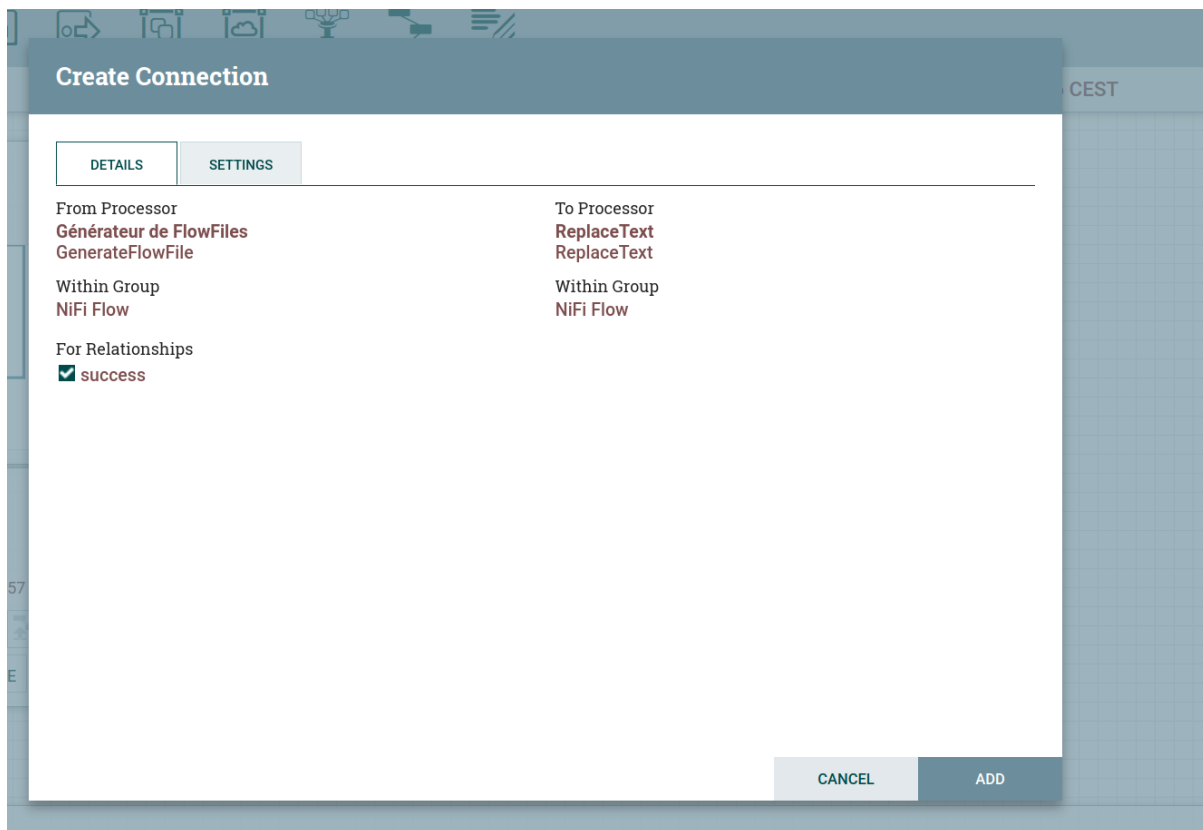 Create Connection
CEST
DETAILS
SETTINGS
From Processor
Générateur de FlowFiles
GenerateFlowFile
To Processor
ReplaceText
ReplaceText
Within Group
NiFi Flow
Within Group
NiFi Flow
For Relationships
success
57
E
CANCEL
ADD